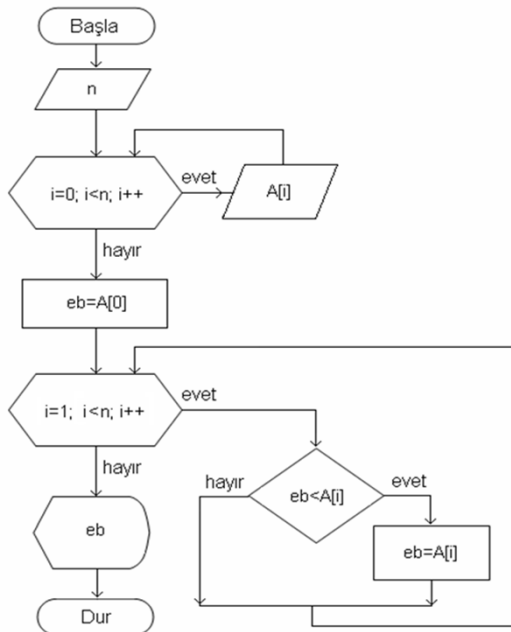 Başla
n
i=0; i<n; i++
evet
A[i]
hayır
eb=A[0]
i=1; i<n; i++
evet
hayır
eb<A[i]
hayır
evet
eb=A[i]
eb
Dur